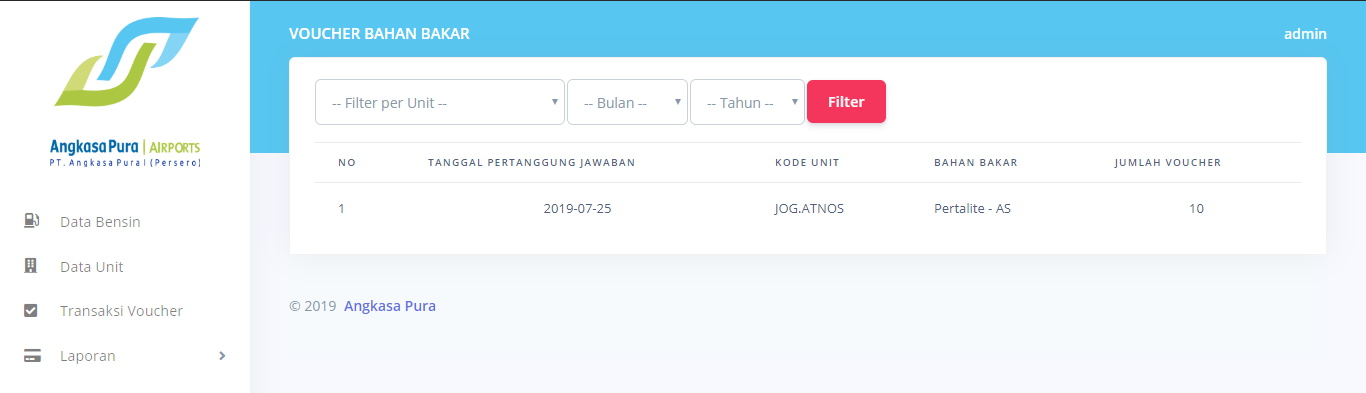 AngkasaPura | AIRPORTS
PT. Angkasa Pura I (Persero)
Data Bensin
Data Unit
Transaksi Voucher
Laporan
VOUCHER BAHAN BAKAR admin
-- Filter per Unit -- -- Bulan -- -- Tahun -- Filter
NO TANGGAL PERTANGGUNG JAWABAN KODE UNIT BAHAN BAKAR JUMLAH VOUCHER
1 2019-07-25 JOG.ATNOS Pertalite - AS 10
© 2019 Angkasa Pura